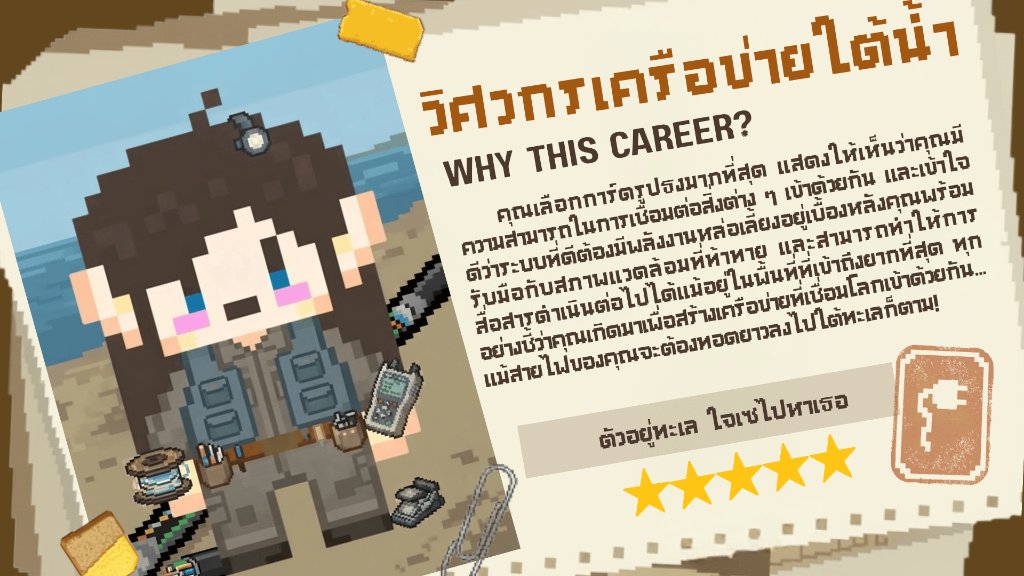 วิศวกรเครือข่ายใต้น้ำ
WHY THIS CAREER?
คุณเลือกการ์ดรูปธงมากที่สุด แสดงให้เห็นว่าคุณมี
ความสามารถในการเชื่อมต่อสิ่งต่าง ๆ เข้าด้วยกัน และเข้าใจ
ดีว่าระบบที่ดีต้องมีพลังงานหล่อเลี้ยงอยู่เบื้องหลังคุณพร้อม
รับมือกับสภาพแวดล้อมที่ท้าทาย และสามารถทำให้การ
สื่อสารดำเนินต่อไปได้แม้อยู่ในพื้นที่ที่เข้าถึงยากที่สุด ทุก
อย่างชี้ว่าคุณเกิดมาเพื่อสร้างเครือข่ายที่เชื่อมโลกเข้าด้วยกัน...
แม้สายไฟของคุณจะต้องทอดยาวลงไปใต้ทะเลก็ตาม!
ตัวอยู่ทะเล ใจเซไปหาเธอ